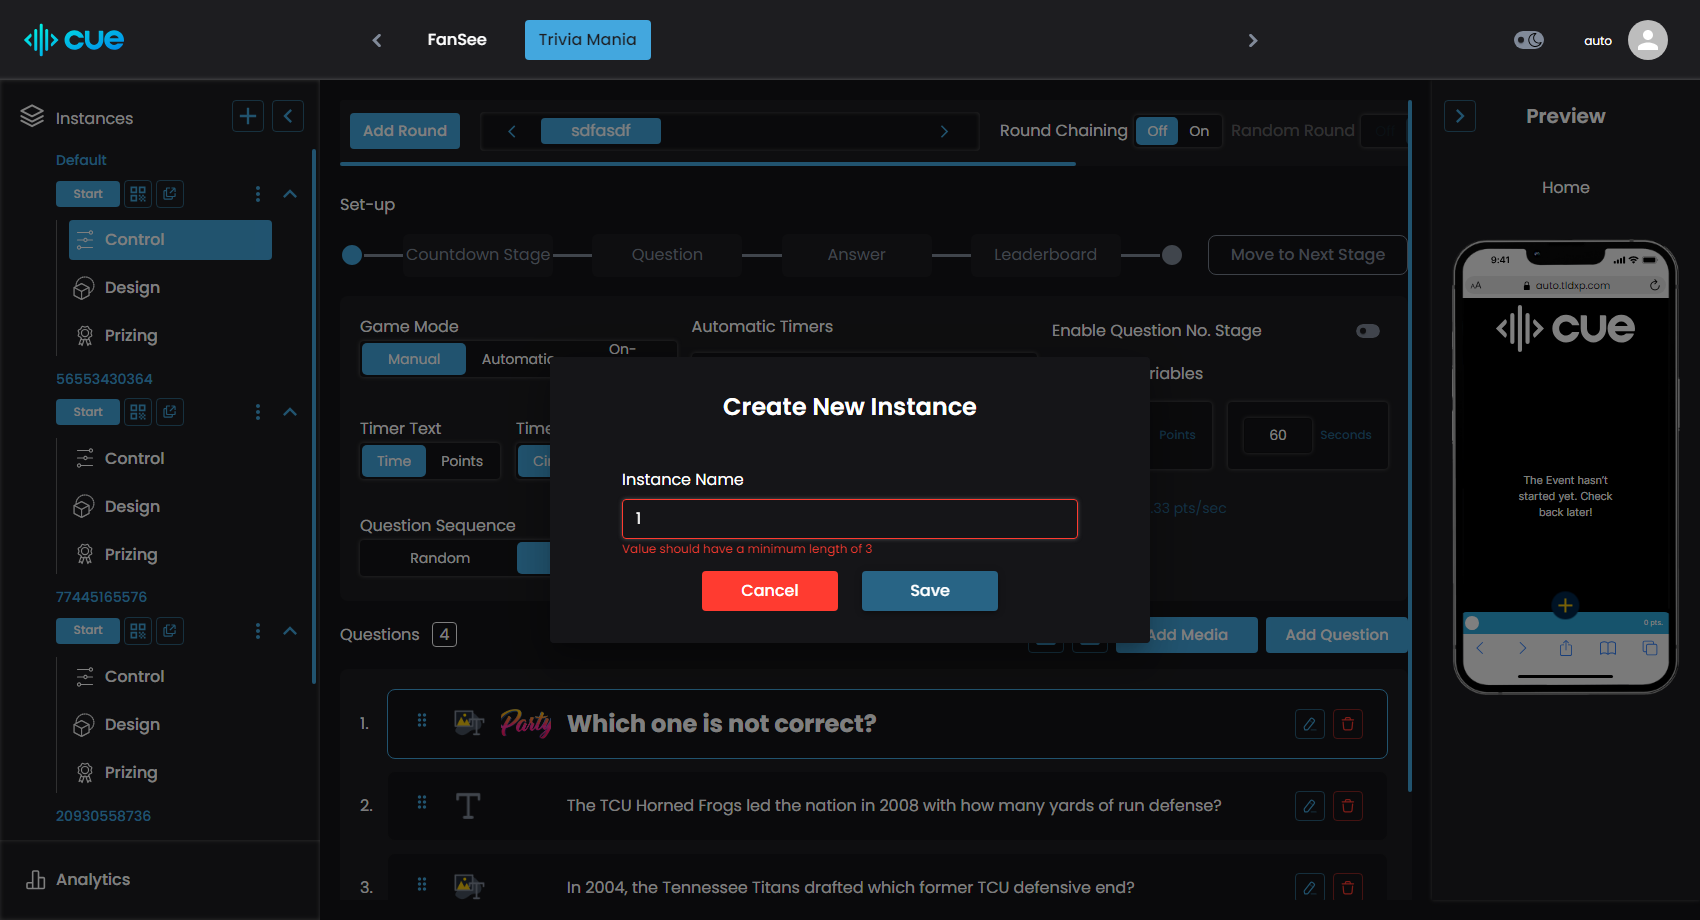 cue
FanSee
Trivia Mania
auto
Instances
Default
Start
Control
Design
Prizing
56553430364
Start
Control
Design
Prizing
77445165576
Start
Control
Design
Prizing
20930558736
Analytics
Add Round
sdfasdf
Round Chaining
Off
On
Random Round
Off
Set-up
Countdown Stage
Question
Answer
Leaderboard
Move to Next Stage
Game Mode
Manual
Automatic
On-
Automatic Timers
Enable Question No. Stage
riables
Timer Text
Time
Points
Time
Cir
Points
60
Seconds
.33 pts/sec
Question Sequence
Random
Create New Instance
Instance Name
1
Value should have a minimum length of 3
Cancel
Save
Questions
4
Add Media
Add Question
1.
Party
Which one is not correct?
2.
T
The TCU Horned Frogs led the nation in 2008 with how many yards of run defense?
3.
In 2004, the Tennessee Titans drafted which former TCU defensive end?
Preview
Home
9:41
AA
auto.tldxp.com
cue
The Event hasn't
started yet. Check
back later!
0 pts.